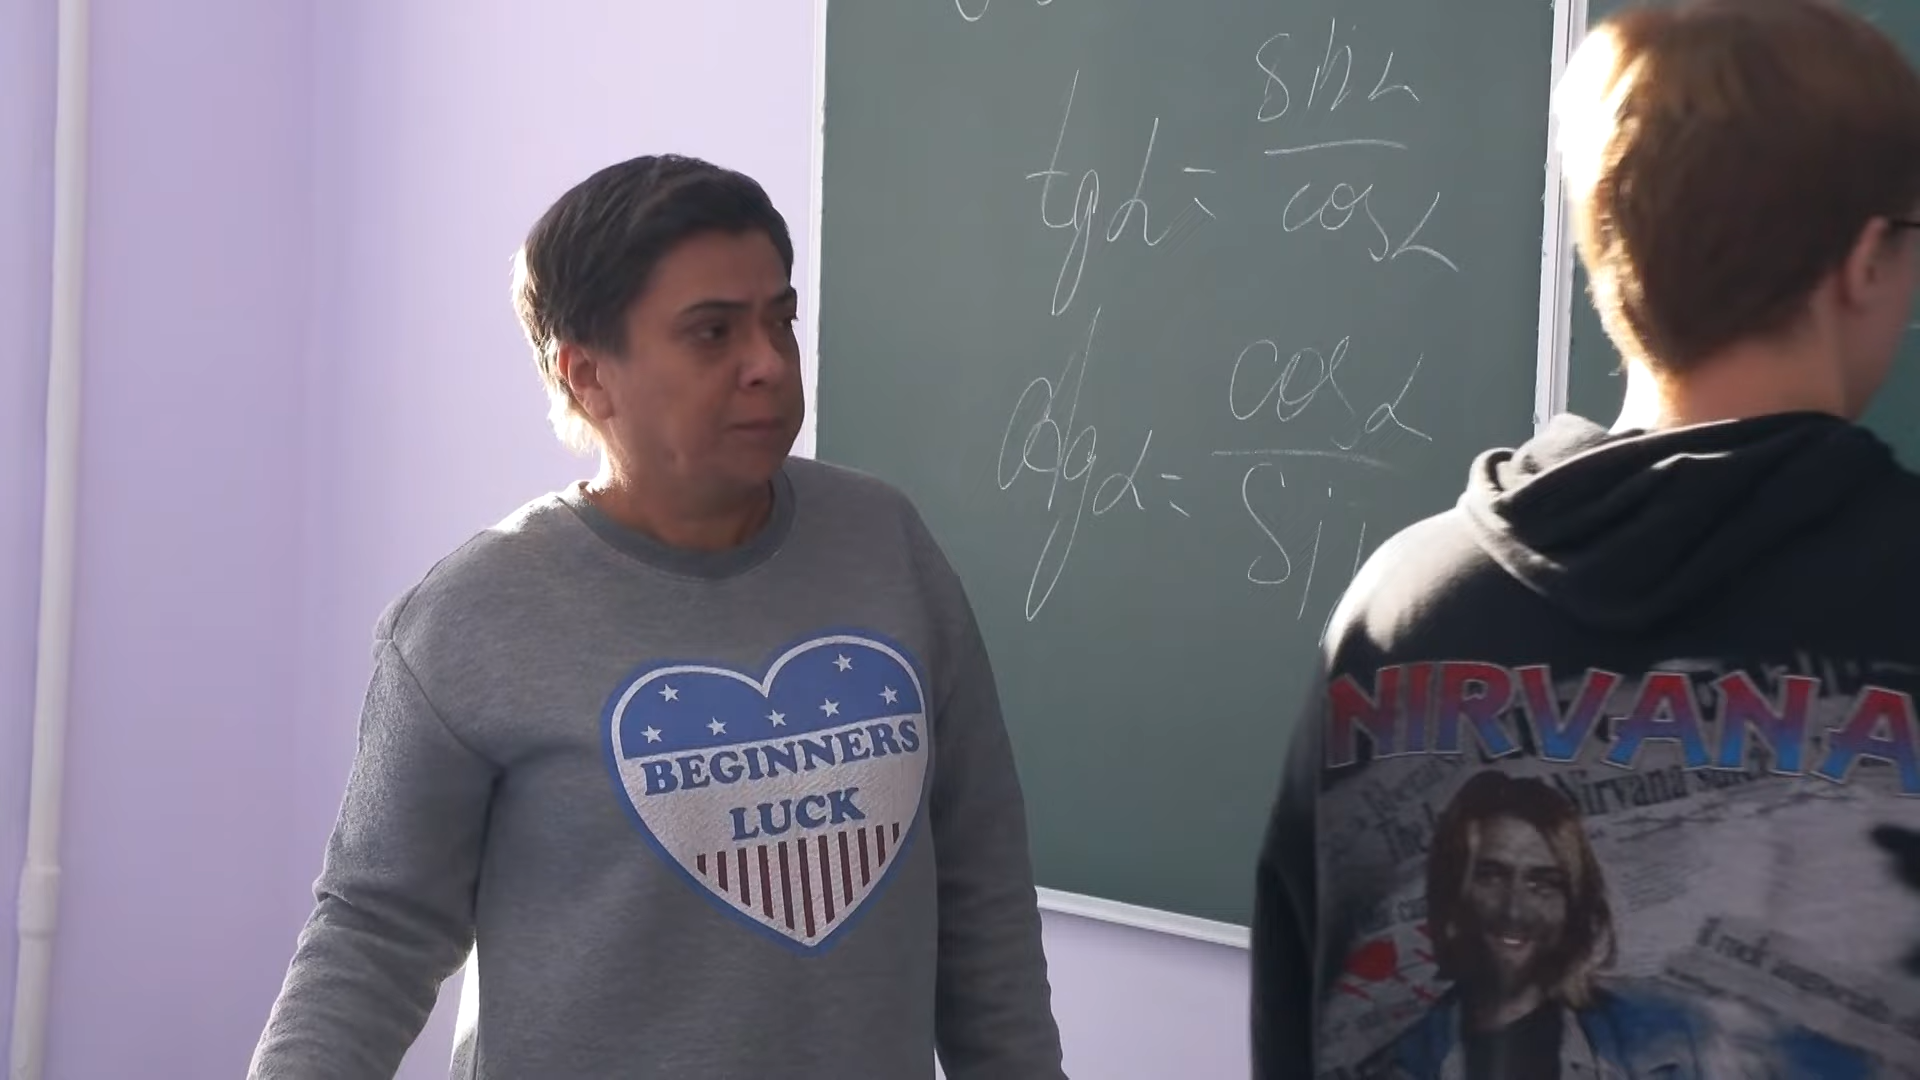 tgα = sinα / cosα
ctgα = cosα / sin
BEGINNERS
LUCK
NIRVANA
Nirvana